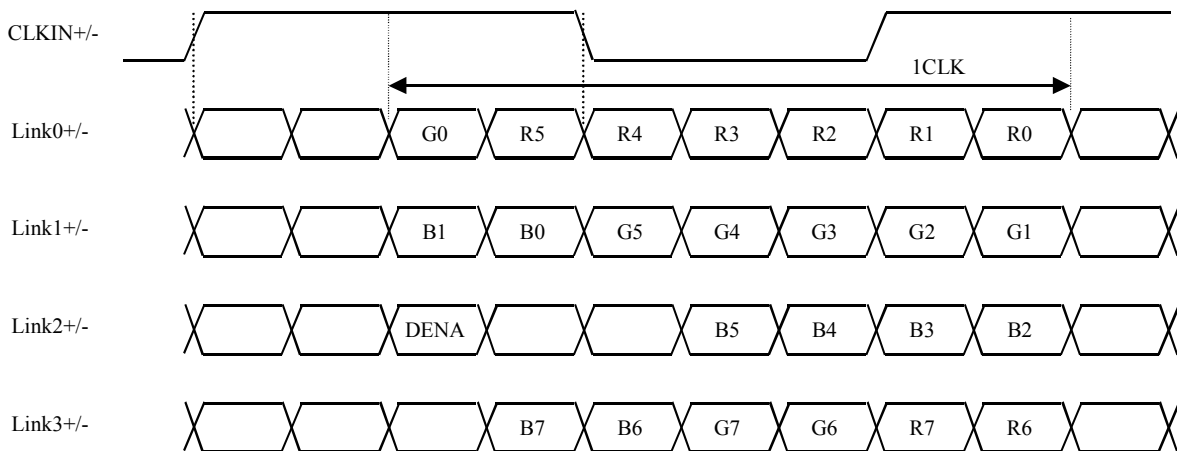 CLKIN+/-
1CLK
Link0+/- G0 R5 R4 R3 R2 R1 R0
Link1+/- B1 B0 G5 G4 G3 G2 G1
Link2+/- DENA B5 B4 B3 B2
Link3+/- B7 B6 G7 G6 R7 R6